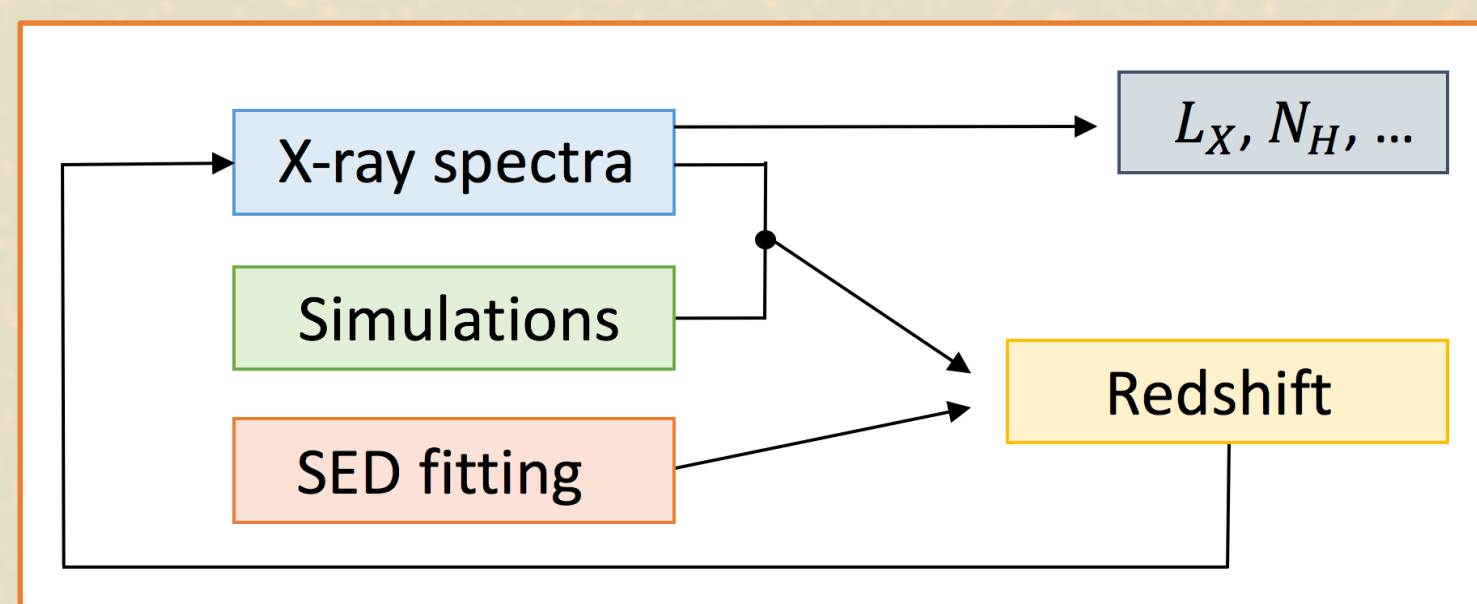 X-ray spectra
L_X, N_H, ...
Simulations
Redshift
SED fitting